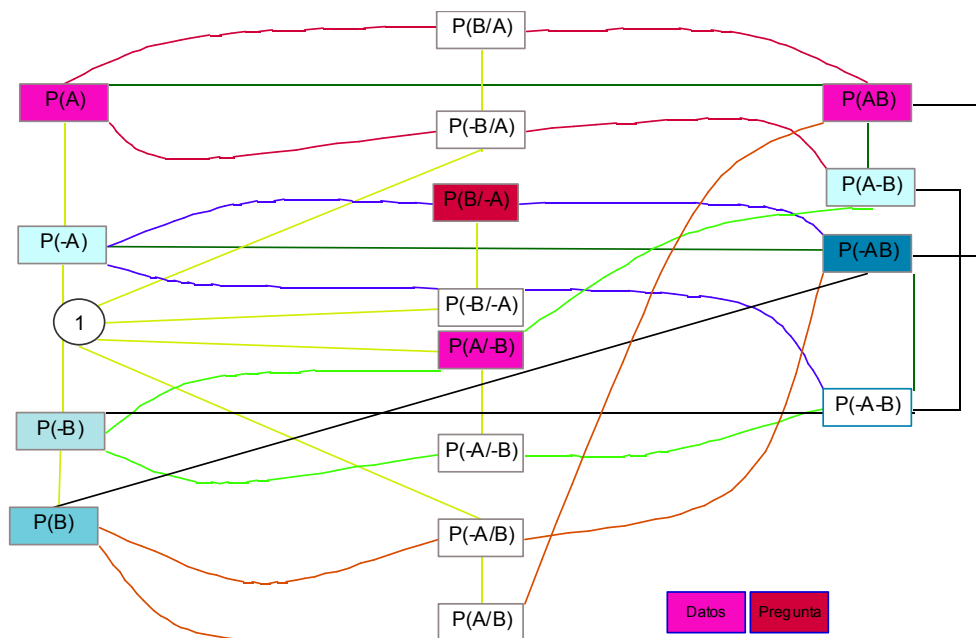 P(B/A)
P(A)
P(AB)
P(-B/A)
P(A-B)
P(B/-A)
P(-A)
P(-AB)
P(-B/-A)
1
P(A/-B)
P(-A-B)
P(-B)
P(-A/-B)
P(B)
P(-A/B)
P(A/B)
Datos
Pregunta